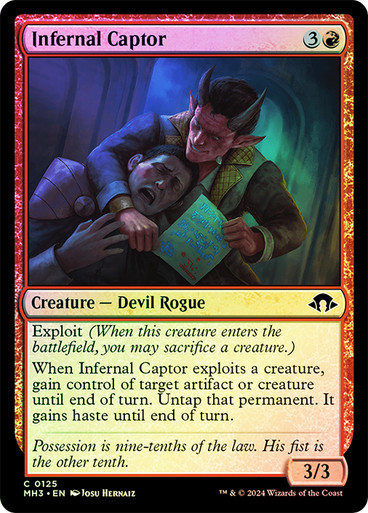 Infernal Captor 3
Creature — Devil Rogue
Exploit (When this creature enters the
battlefield, you may sacrifice a creature.)
When Infernal Captor exploits a creature,
gain control of target artifact or creature
until end of turn. Untap that permanent. It
gains haste until end of turn.
Possession is nine-tenths of the law. His fist is
the other tenth.
3/3
C 0125
MH3 • EN Josu Hernaiz
™ & © 2024 Wizards of the Coast